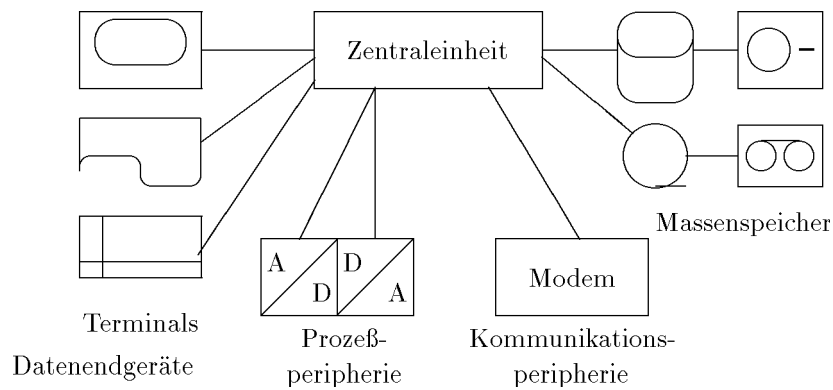 Zentraleinheit
Massenspeicher
A
D
D
A
Modem
Terminals
Datenendgeräte
Prozeß-
peripherie
Kommunikations-
peripherie